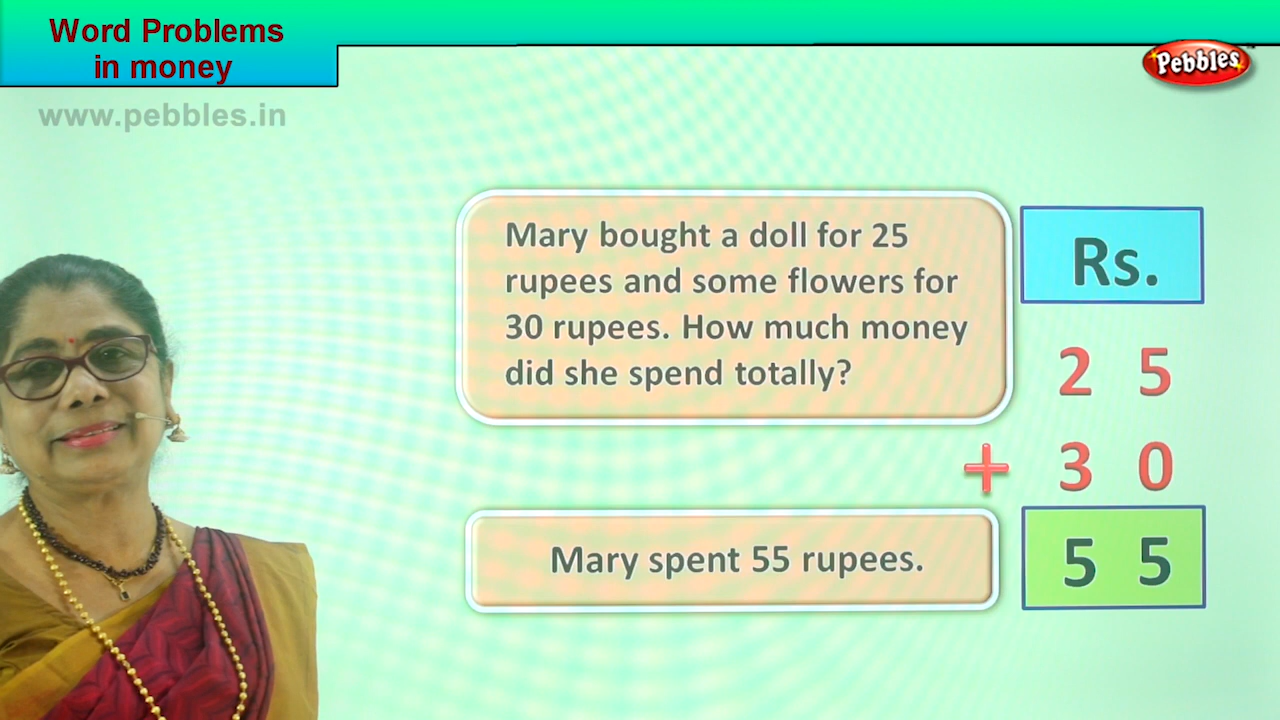 Word Problems
in money
Pebbles
www.pebbles.in
Mary bought a doll for 25
rupees and some flowers for
30 rupees. How much money
did she spend totally?
Rs.
2 5
+ 3 0
5 5
Mary spent 55 rupees.